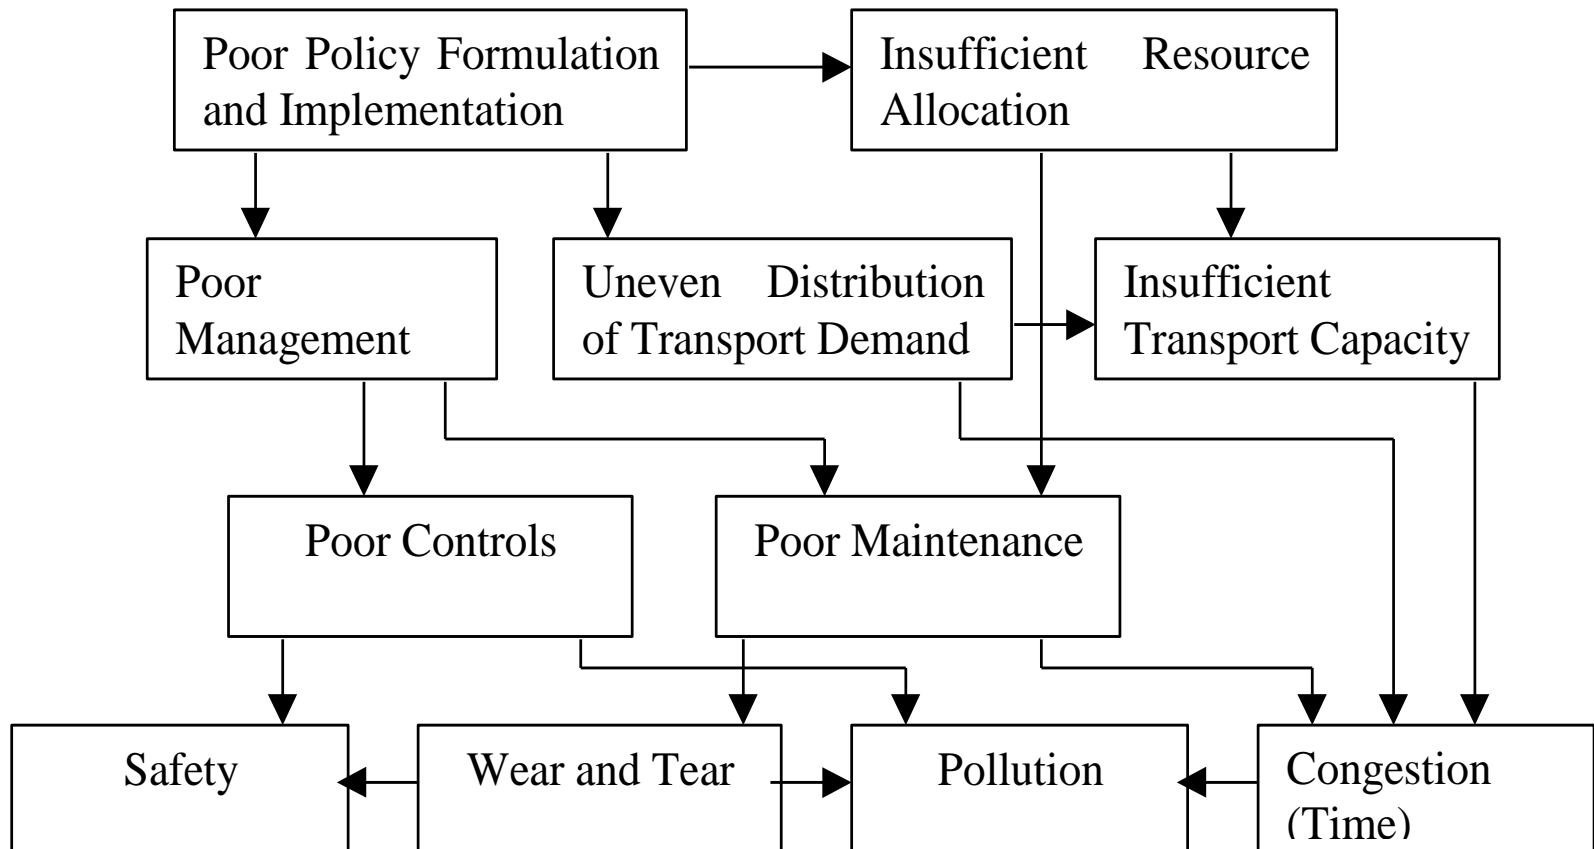 Poor Policy Formulation
and Implementation
Insufficient Resource
Allocation
Poor
Management
Uneven Distribution
of Transport Demand
Insufficient
Transport Capacity
Poor Controls
Poor Maintenance
Safety
Wear and Tear
Pollution
Congestion
(Time)